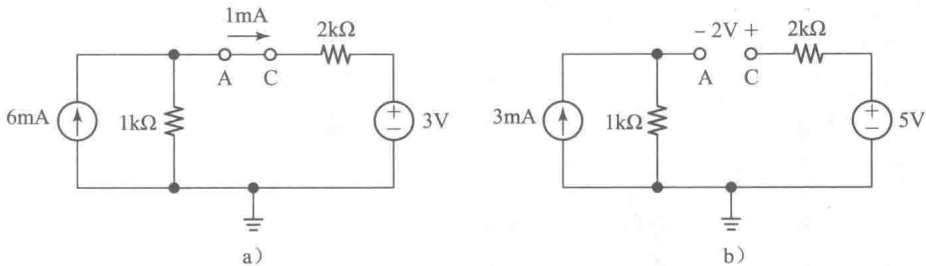 1mA
2kΩ
A
C
6mA
1kΩ
+
−
3V
a）
− 2V +
2kΩ
A
C
3mA
1kΩ
+
−
5V
b）